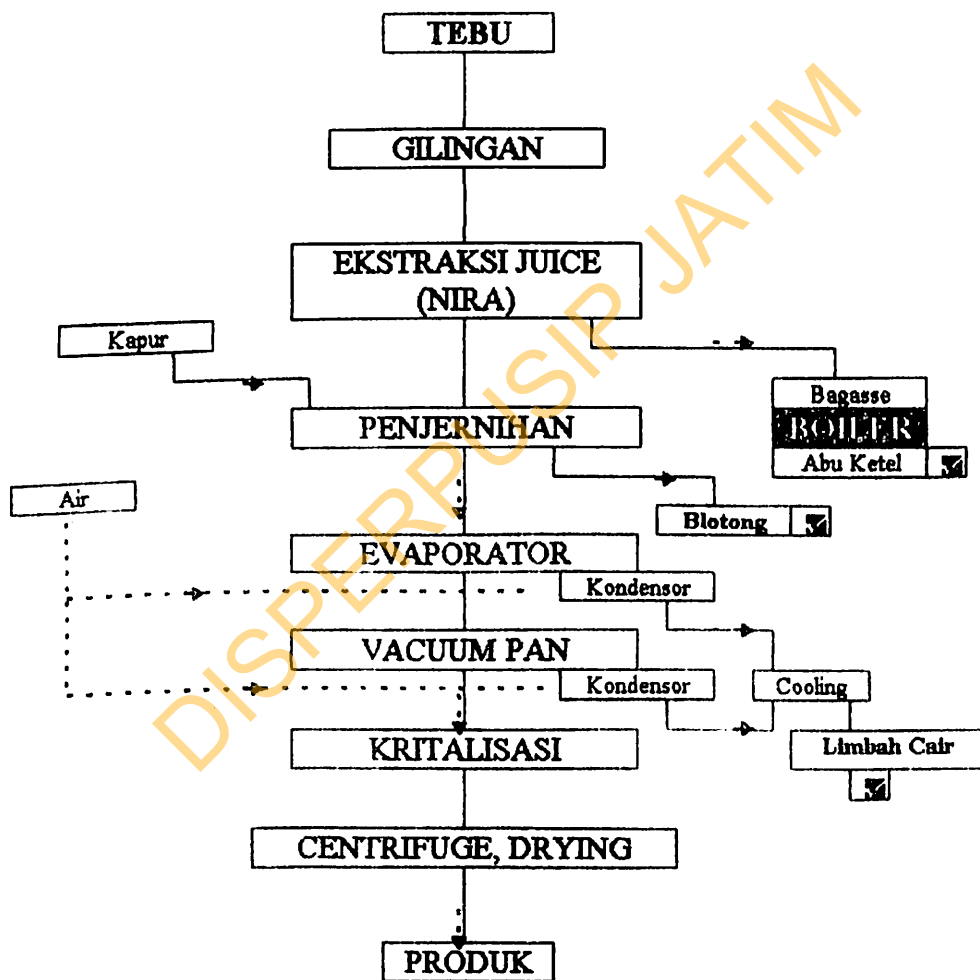 TEBU
GILINGAN
EKSTRAKSI JUICE
(NIRA)
Kapur
Bagasse
BOILER
Abu Ketel
PENJERNIHAN
Air
Blotong
EVAPORATOR
Kondensor
VACUUM PAN
Kondensor
Cooling
KRITALISASI
Limbah Cair
CENTRIFUGE, DRYING
PRODUK
DISPERPUSIP JATIM